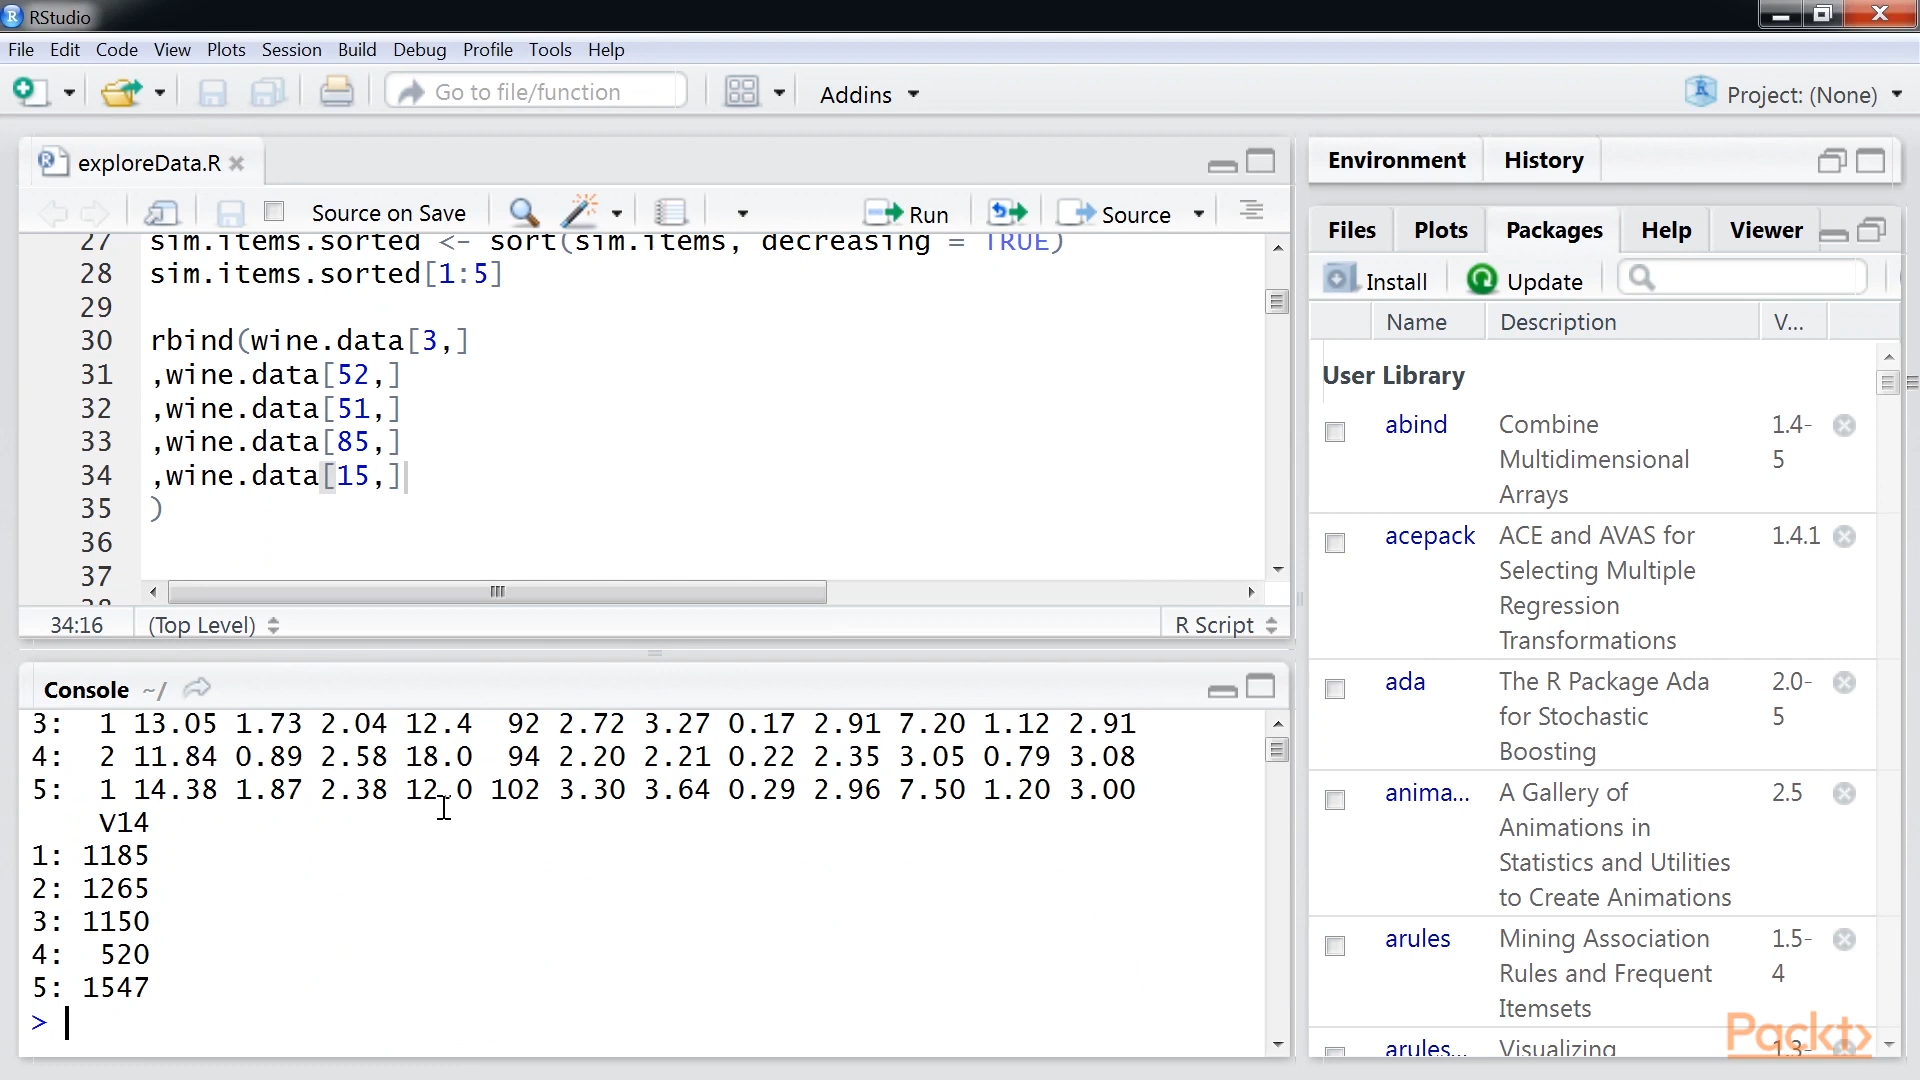 RStudio
File Edit Code View Plots Session Build Debug Profile Tools Help
Go to file/function
Addins
Project: (None)
exploreData.R
Source on Save
Run
Source
27 sim.items.sorted <- sort(sim.items, decreasing = TRUE)
28 sim.items.sorted[1:5]
29
30 rbind(wine.data[3,]
31 ,wine.data[52,]
32 ,wine.data[51,]
33 ,wine.data[85,]
34 ,wine.data[15,]
35 )
36
37
38
34:16 (Top Level) R Script
Console ~/
3: 1 13.05 1.73 2.04 12.4 92 2.72 3.27 0.17 2.91 7.20 1.12 2.91
4: 2 11.84 0.89 2.58 18.0 94 2.20 2.21 0.22 2.35 3.05 0.79 3.08
5: 1 14.38 1.87 2.38 12.0 102 3.30 3.64 0.29 2.96 7.50 1.20 3.00
V14
1: 1185
2: 1265
3: 1150
4: 520
5: 1547
>
Environment History
Files Plots Packages Help Viewer
Install Update
Name Description V...
User Library
abind Combine 1.4-
Multidimensional 5
Arrays
acepack ACE and AVAS for 1.4.1
Selecting Multiple
Regression
Transformations
ada The R Package Ada 2.0-
for Stochastic 5
Boosting
anima... A Gallery of 2.5
Animations in
Statistics and Utilities
to Create Animations
arules Mining Association 1.5-
Rules and Frequent 4
Itemsets
arules... Visualizing 1.3-
Packt>